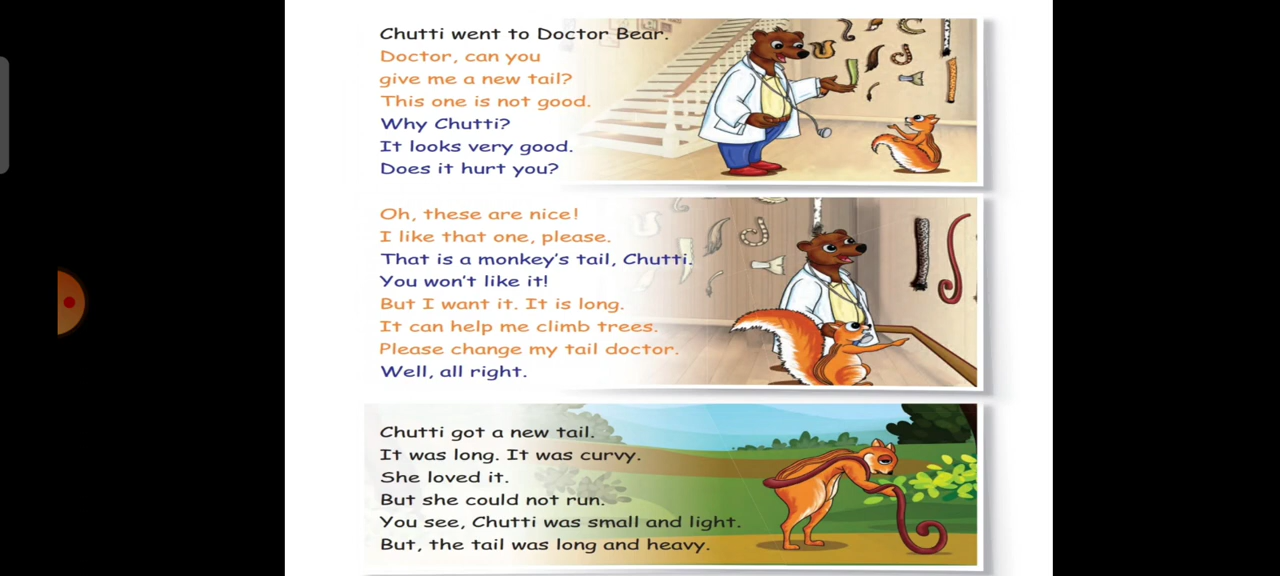 Chutti went to Doctor Bear.
Doctor, can you
give me a new tail?
This one is not good.
Why Chutti?
It looks very good.
Does it hurt you?
Oh, these are nice!
I like that one, please.
That is a monkey's tail, Chutti.
You won't like it!
But I want it. It is long.
It can help me climb trees.
Please change my tail doctor.
Well, all right.
Chutti got a new tail.
It was long. It was curvy.
She loved it.
But she could not run.
You see, Chutti was small and light.
But, the tail was long and heavy.